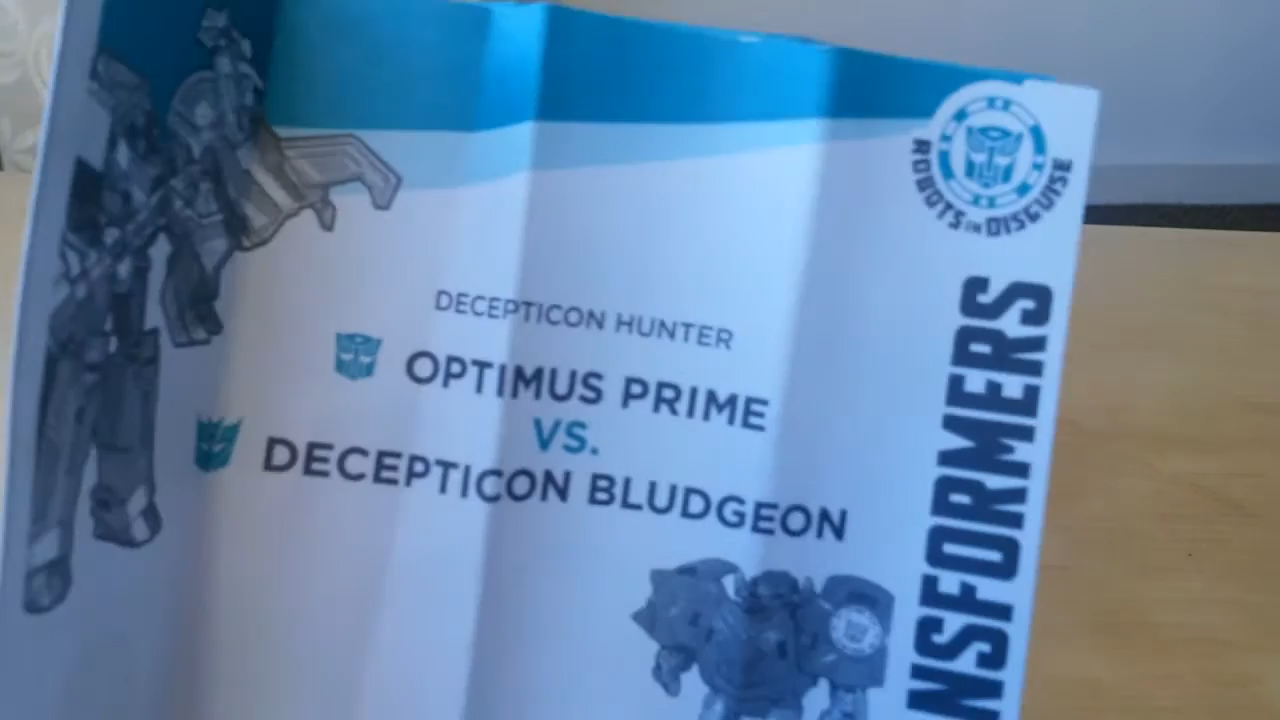 ROBOTS IN DISGUISE
DECEPTICON HUNTER
OPTIMUS PRIME
VS.
DECEPTICON BLUDGEON
NSFORMERS